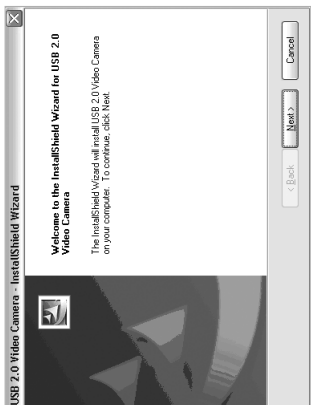 USB 2.0 Video Camera - InstallShield Wizard
Welcome to the InstallShield Wizard for USB 2.0
Video Camera
The InstallShield Wizard will install USB 2.0 Video Camera
on your computer. To continue, click Next.
< Back
Next >
Cancel